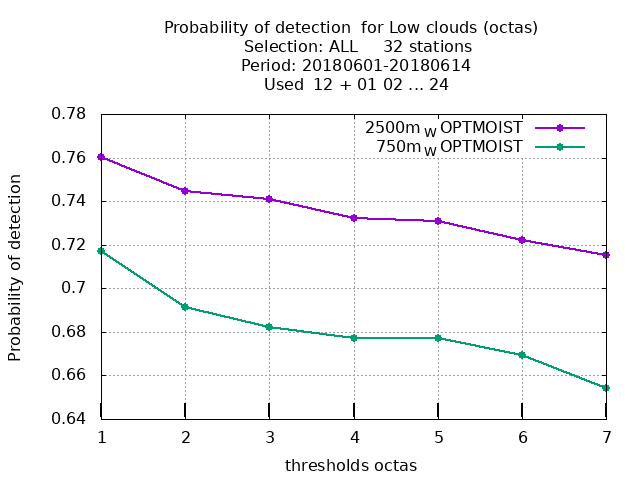 Probability of detection  for Low clouds (octas)
Selection: ALL     32 stations
Period: 20180601-20180614
Used  12 + 01 02 ... 24
2500m W OPTMOIST
750m W OPTMOIST
0.78
0.76
0.74
0.72
0.7
0.68
0.66
0.64
Probability of detection
1 2 3 4 5 6 7
thresholds octas